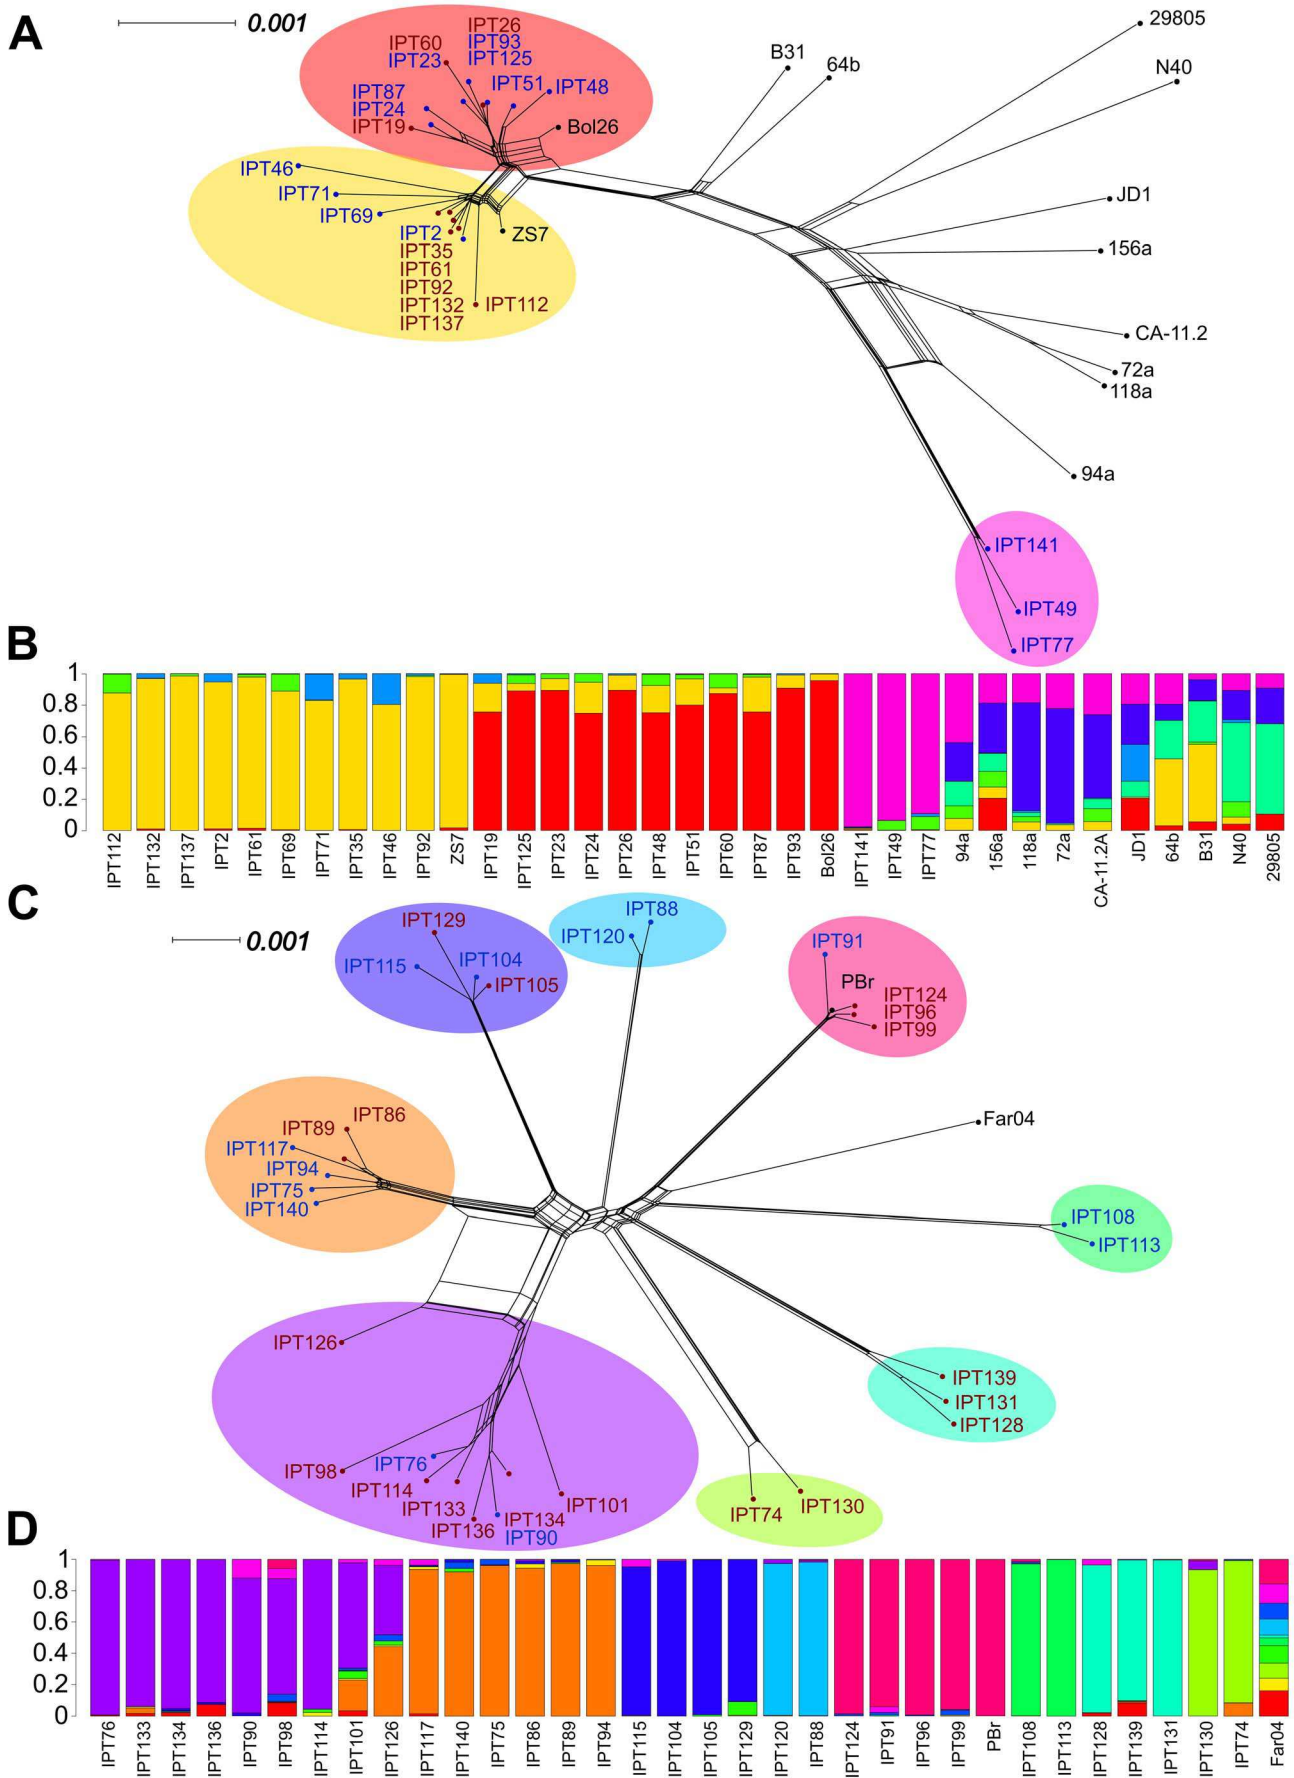 A
0.001
IPT26
IPT60 IPT93
IPT23 IPT125
IPT87 IPT51 IPT48
IPT24
IPT19 Bol26
IPT46
IPT71
IPT69
IPT2 ZS7
IPT35
IPT61
IPT92
IPT132 IPT112
IPT137
B31
64b
29805
N40
JD1
156a
CA-11.2
72a
118a
94a
IPT141
IPT49
IPT77
B
1
0.8
0.6
0.4
0.2
0
IPT112 IPT132 IPT137 IPT2 IPT61 IPT69 IPT71 IPT35 IPT46 IPT92 ZS7 IPT19 IPT125 IPT23 IPT24 IPT26 IPT48 IPT51 IPT60 IPT87 IPT93 Bol26 IPT141 IPT49 IPT77 94a 156a 118a 72a CA-11.2A JD1 64b B31 N40 29805
C
0.001
IPT129
IPT115 IPT104
IPT105
IPT88
IPT120
IPT91
PBr
IPT124
IPT96
IPT99
Far04
IPT86
IPT89
IPT117
IPT94
IPT75
IPT140
IPT108
IPT113
IPT126
IPT139
IPT131
IPT128
IPT98 IPT76
IPT114
IPT133 IPT134 IPT101
IPT136 IPT90
IPT74 IPT130
D
1
0.8
0.6
0.4
0.2
0
IPT76 IPT133 IPT134 IPT136 IPT90 IPT98 IPT114 IPT101 IPT126 IPT117 IPT140 IPT75 IPT86 IPT89 IPT94 IPT115 IPT104 IPT105 IPT129 IPT120 IPT88 IPT124 IPT91 IPT96 IPT99 PBr IPT108 IPT113 IPT128 IPT139 IPT131 IPT130 IPT74 Far04